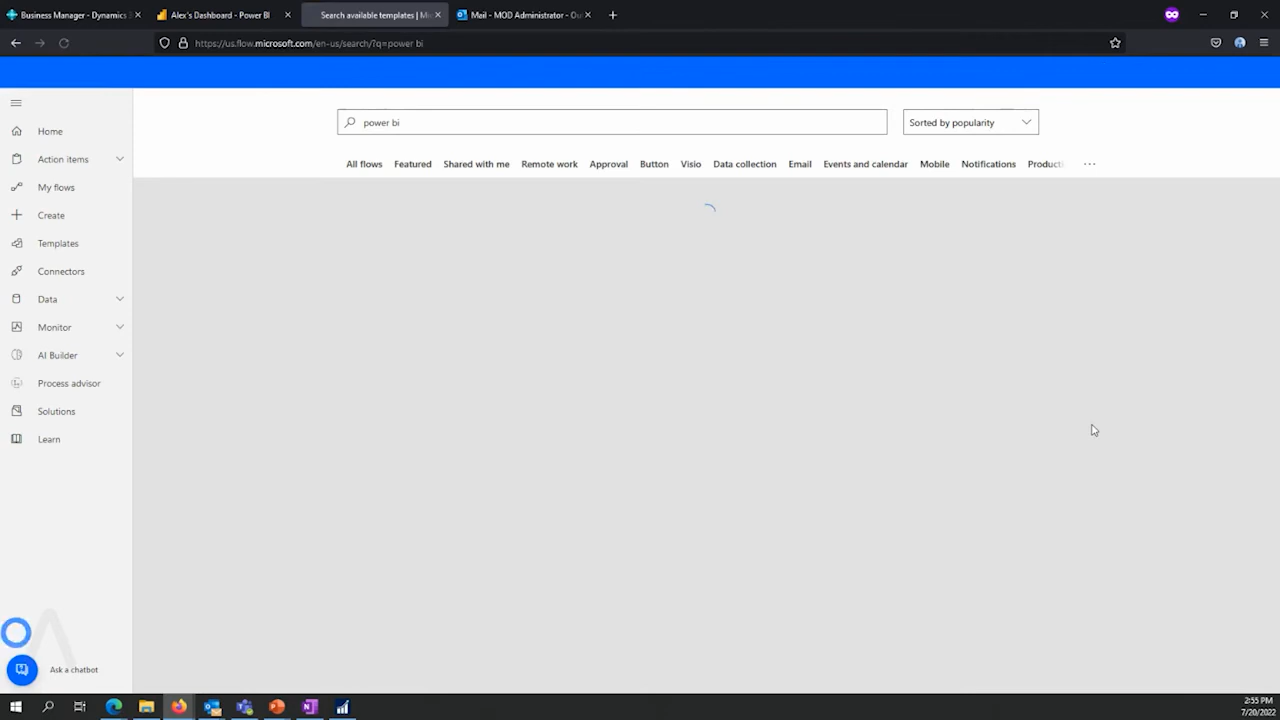 Business Manager - Dynamics
Alex's Dashboard - Power BI
Search available templates | Mi
Mail - MOD Administrator - Ou
https://us.flow.microsoft.com/en-us/search/?q=power bi
power bi
Sorted by popularity
All flows Featured Shared with me Remote work Approval Button Visio Data collection Email Events and calendar Mobile Notifications Product
Home
Action items
My flows
Create
Templates
Connectors
Data
Monitor
AI Builder
Process advisor
Solutions
Learn
Ask a chatbot
2:55 PM
7/20/2022